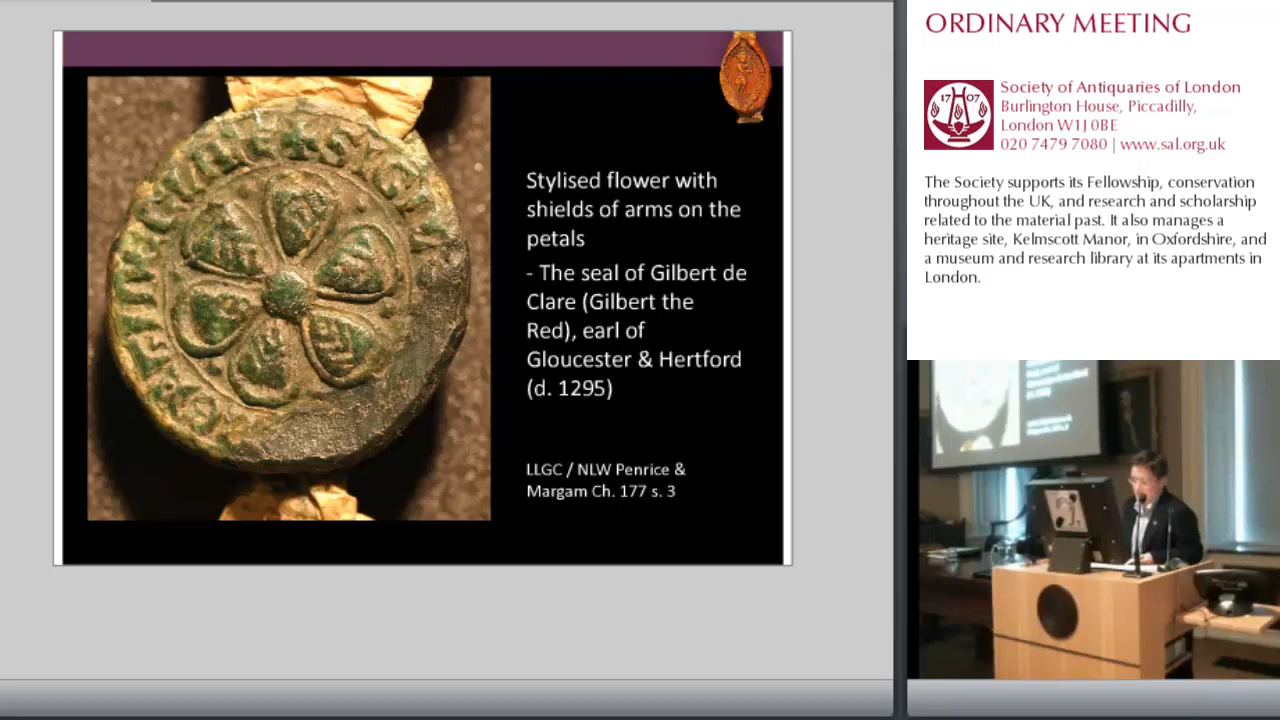 Stylised flower with
shields of arms on the
petals
- The seal of Gilbert de
Clare (Gilbert the
Red), earl of
Gloucester & Hertford
(d. 1295)
LLGC / NLW Penrice &
Margam Ch. 177 s. 3
ORDINARY MEETING
17 07
Society of Antiquaries of London
Burlington House, Piccadilly,
London W1J 0BE
020 7479 7080 | www.sal.org.uk
The Society supports its Fellowship, conservation
throughout the UK, and research and scholarship
related to the material past. It also manages a
heritage site, Kelmscott Manor, in Oxfordshire, and
a museum and research library at its apartments in
London.